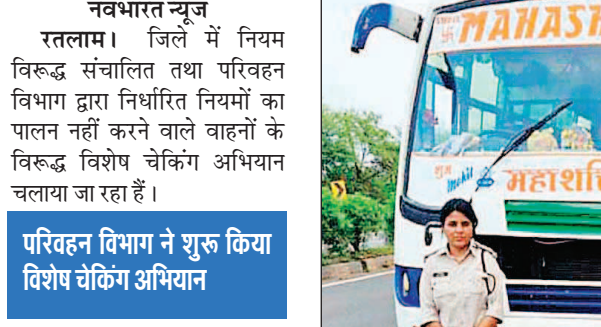 नवभारत न्यूज
रतलाम। जिले में नियम
विरूद्ध संचालित तथा परिवहन
विभाग द्वारा निर्धारित नियमों का
पालन नहीं करने वाले वाहनों के
विरूद्ध विशेष चेकिंग अभियान
चलाया जा रहा हैं।
परिवहन विभाग ने शुरू किया
विशेष चेकिंग अभियान
MAHASH
शुभ
Mohit
महाशक्ति